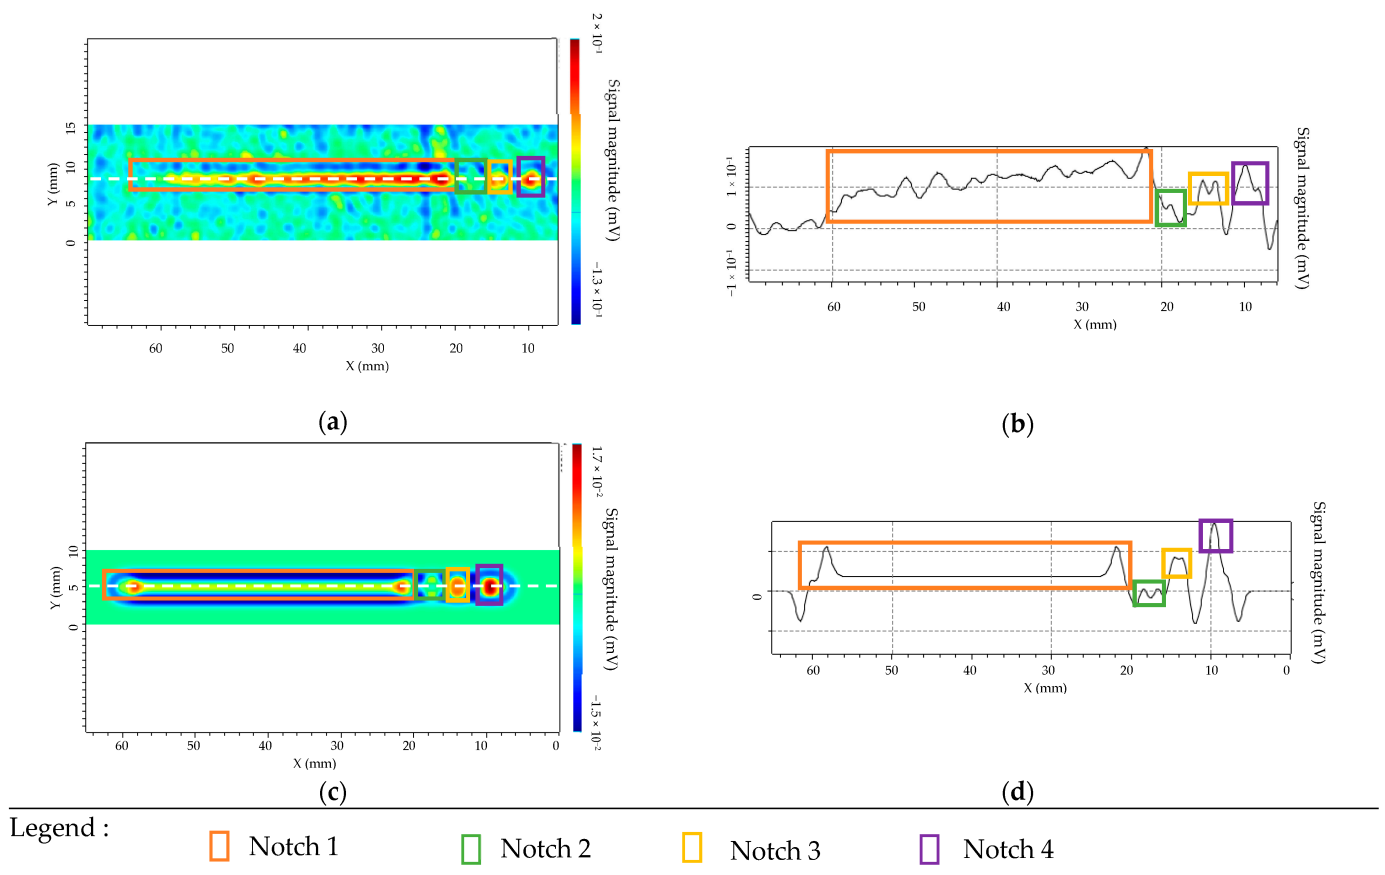 2 × 10⁻¹
Signal magnitude (mV)
−1.3 × 10⁻¹
15
10
5
0
Y (mm)
60 50 40 30 20 10
X (mm)
(a)
Signal magnitude (mV)
1 × 10⁻¹
0
−1 × 10⁻¹
60 50 40 30 20 10
X (mm)
(b)
1.7 × 10⁻²
Signal magnitude (mV)
−1.5 × 10⁻²
10
5
0
Y (mm)
60 50 40 30 20 10 0
X (mm)
(c)
Signal magnitude (mV)
0
60 50 40 30 20 10 0
X (mm)
(d)
Legend :
Notch 1 Notch 2 Notch 3 Notch 4